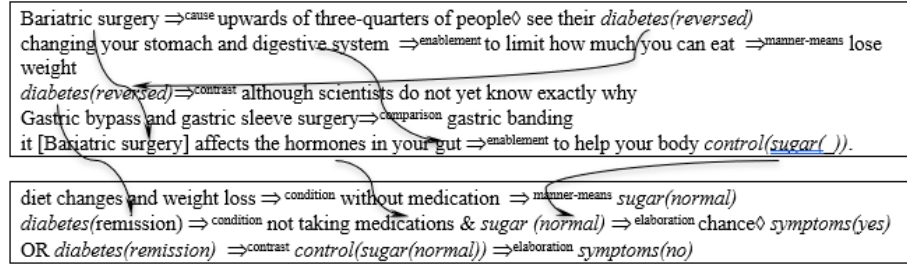 Bariatric surgery ⇒cause upwards of three-quarters of people◊ see their diabetes(reversed)
changing your stomach and digestive system ⇒enablement to limit how much you can eat ⇒manner-means lose
weight
diabetes(reversed)⇒contrast although scientists do not yet know exactly why
Gastric bypass and gastric sleeve surgery⇒comparison gastric banding
it [Bariatric surgery] affects the hormones in your gut ⇒enablement to help your body control(sugar(_)).
diet changes and weight loss ⇒ condition without medication ⇒ manner-means sugar(normal)
diabetes(remission) ⇒condition not taking medications & sugar (normal) ⇒ elaboration chance◊ symptoms(yes)
OR diabetes(remission) ⇒contrast control(sugar(normal)) ⇒elaboration symptoms(no)